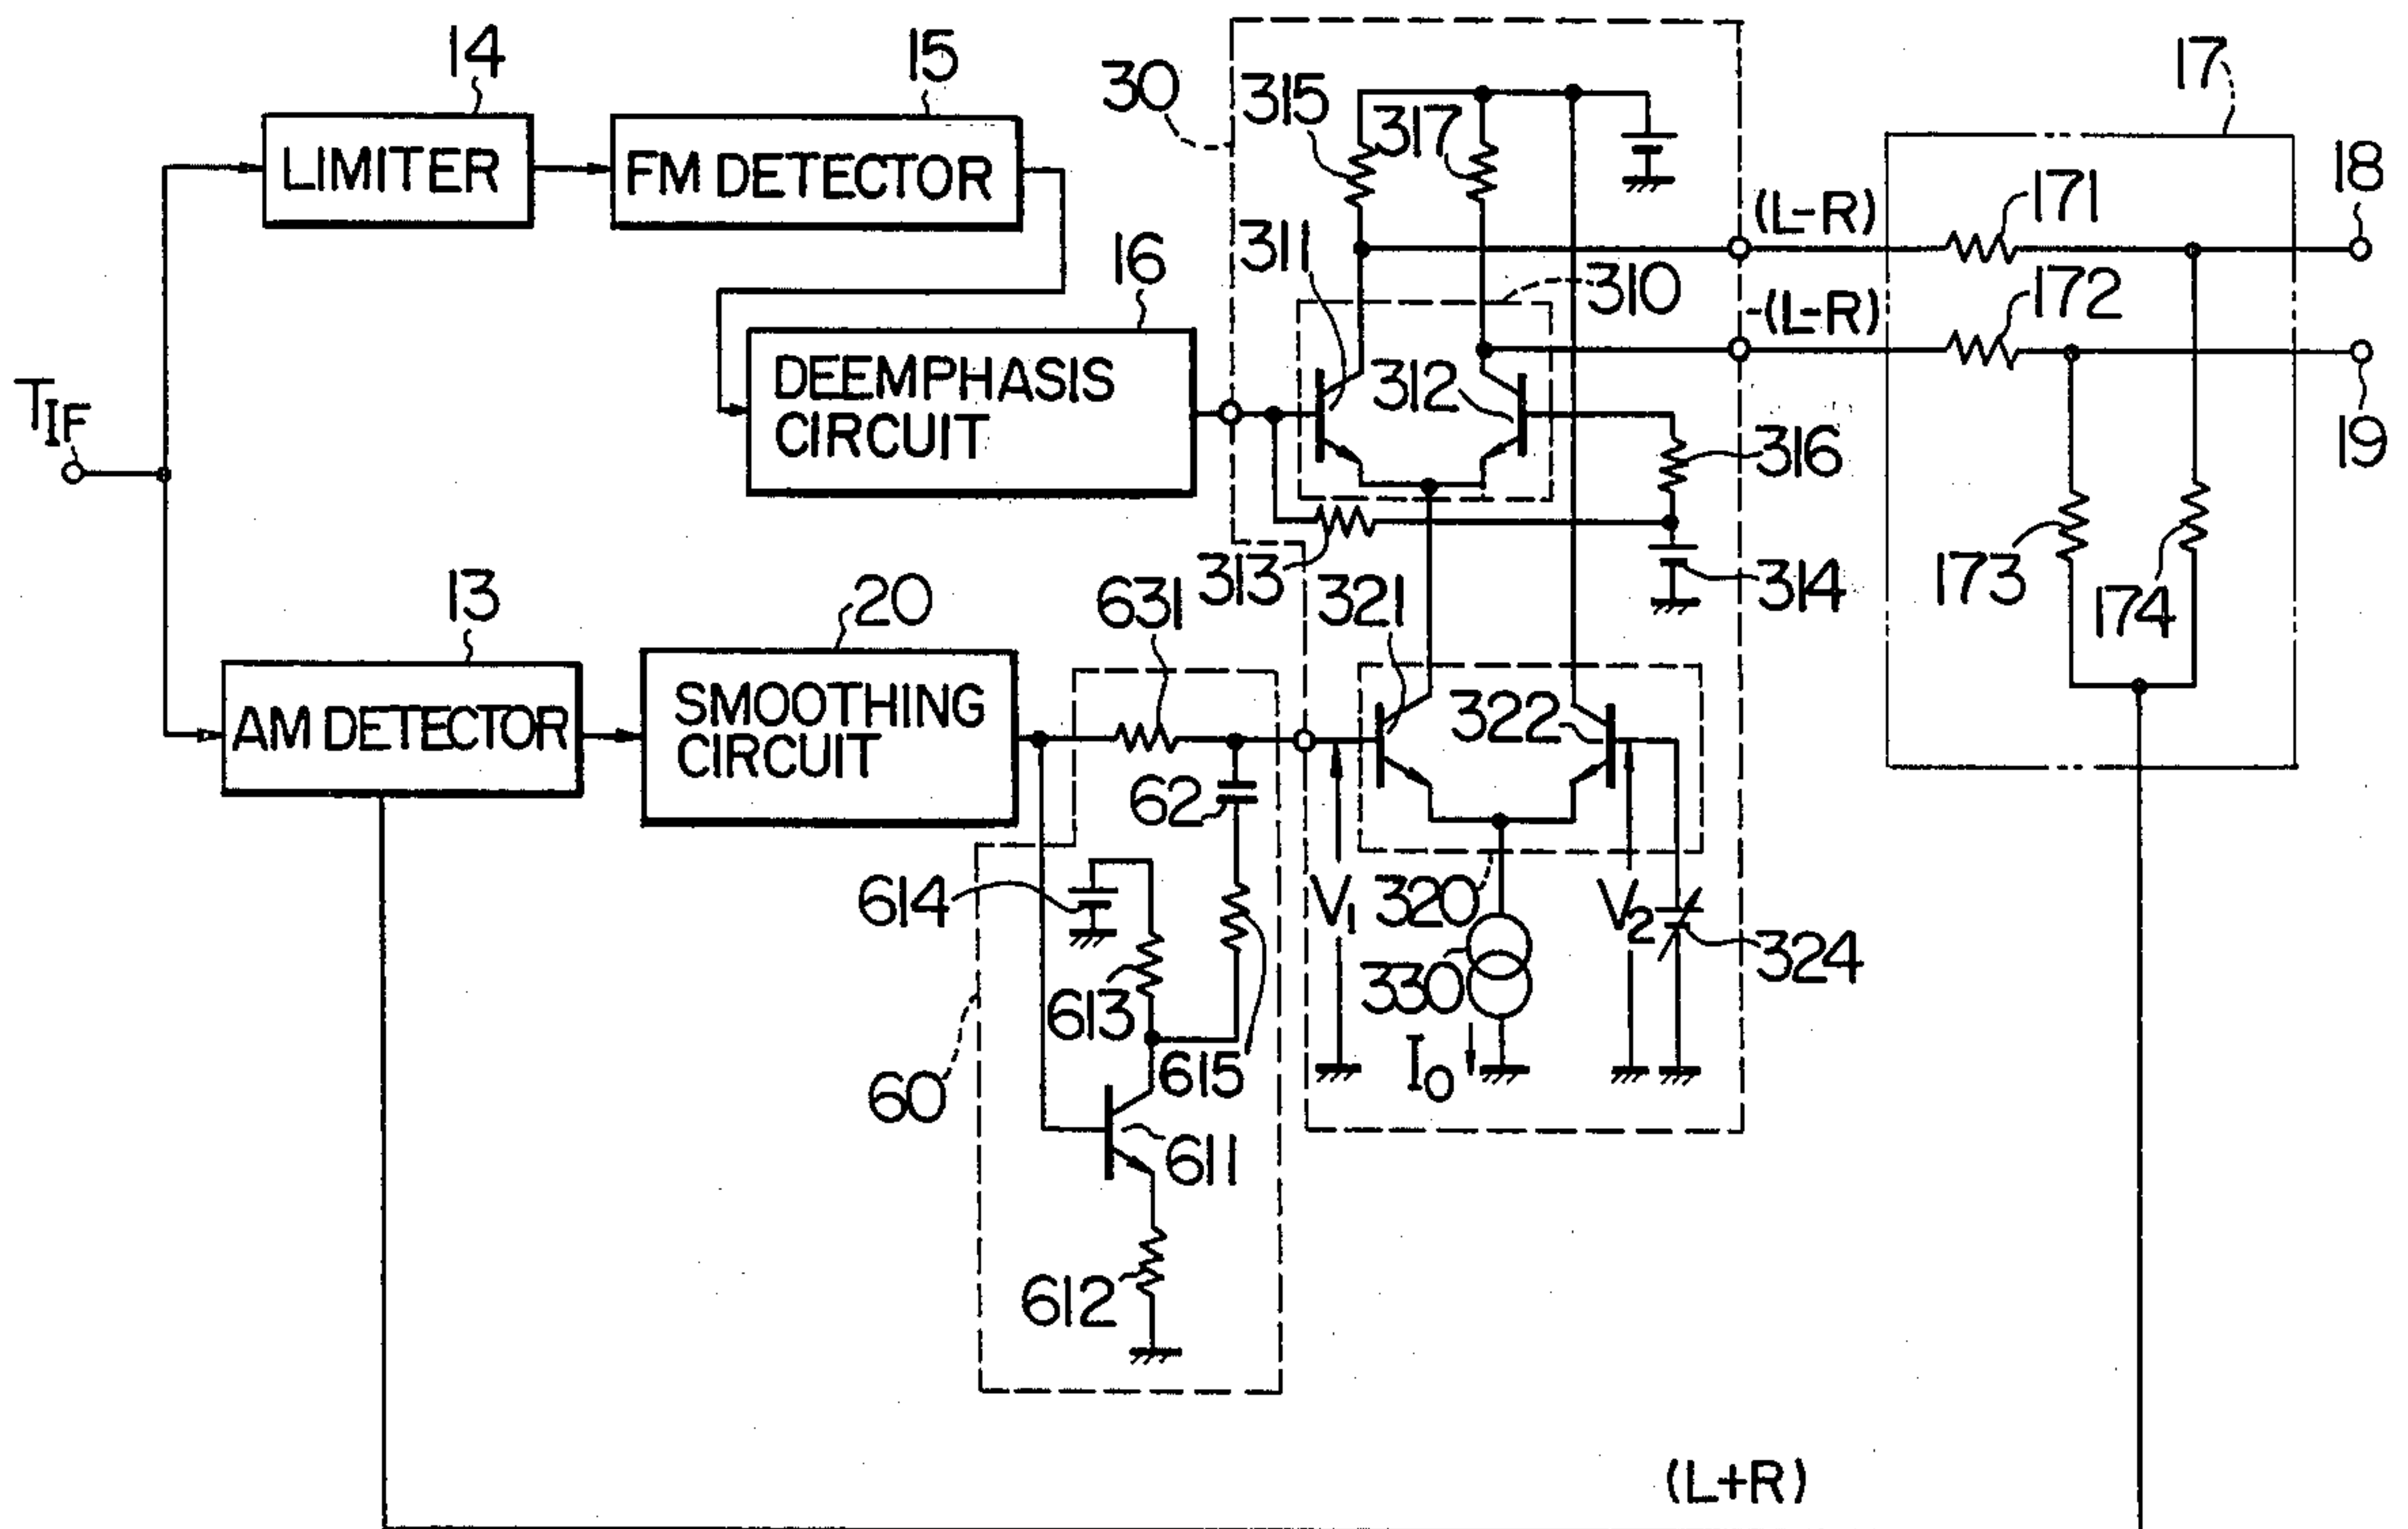 14
15
30
315
317
17
18
LIMITER
FM DETECTOR
(L-R)
171
311
310
172
-(L-R)
16
312
DEEMPHASIS
CIRCUIT
TIF
316
19
313
314
173
174
13
20
631
321
322
AM DETECTOR
SMOOTHING
CIRCUIT
62
614
V1
320
V2
324
613
330
I0
615
60
611
612
(L+R)